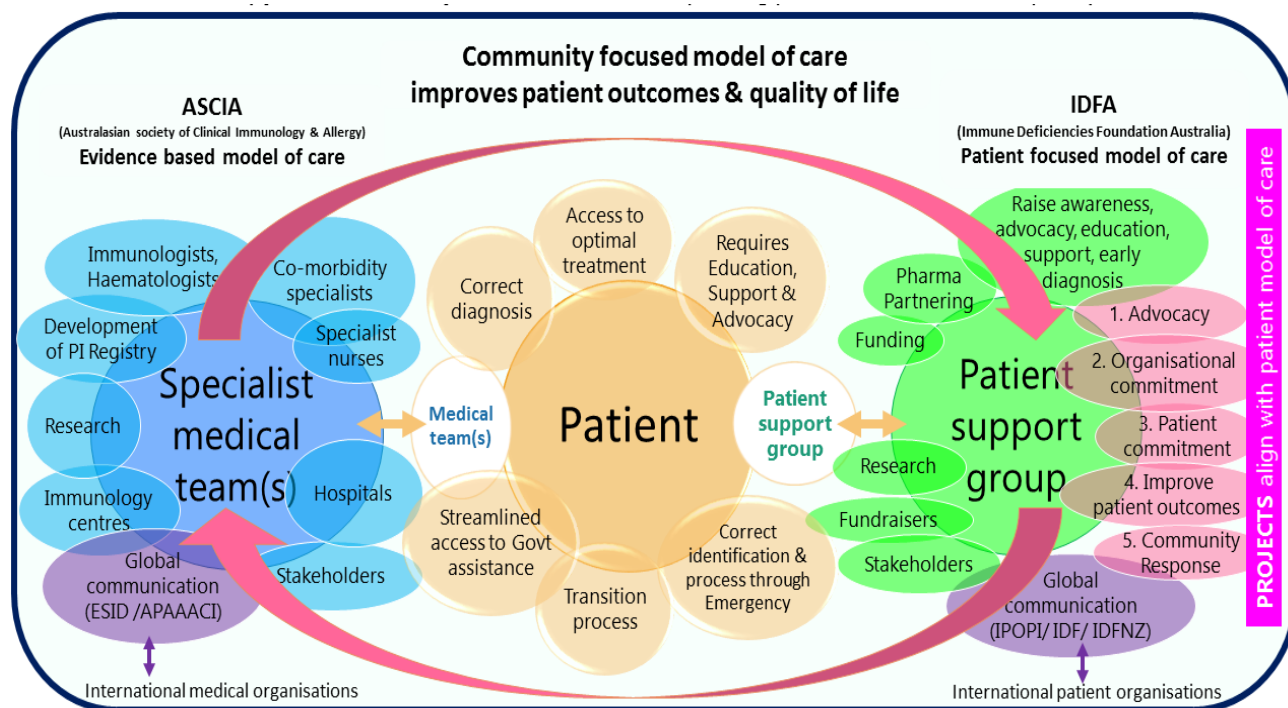 Community focused model of care
improves patient outcomes & quality of life
ASCIA
(Australasian society of Clinical Immunology & Allergy)
Evidence based model of care
IDFA
(Immune Deficiencies Foundation Australia)
Patient focused model of care
Immunologists,
Haematologists
Co-morbidity
specialists
Development
of PI Registry
Specialist
nurses
Research
Specialist
medical
team(s)
Immunology
centres
Hospitals
Global
communication
(ESID /APAAACI)
Stakeholders
International medical organisations
Medical
team(s)
Correct
diagnosis
Access to
optimal
treatment
Requires
Education,
Support &
Advocacy
Patient
Streamlined
access to Govt
assistance
Transition
process
Correct
identification &
process through
Emergency
Patient
support
group
Raise awareness,
advocacy, education,
support, early
diagnosis
Pharma
Partnering
Funding
Patient
support
group
Research
Fundraisers
Stakeholders
1. Advocacy
2. Organisational
commitment
3. Patient
commitment
4. Improve
patient outcomes
5. Community
Response
Global
communication
(IPOPI/ IDF/ IDFNZ)
International patient organisations
PROJECTS align with patient model of care